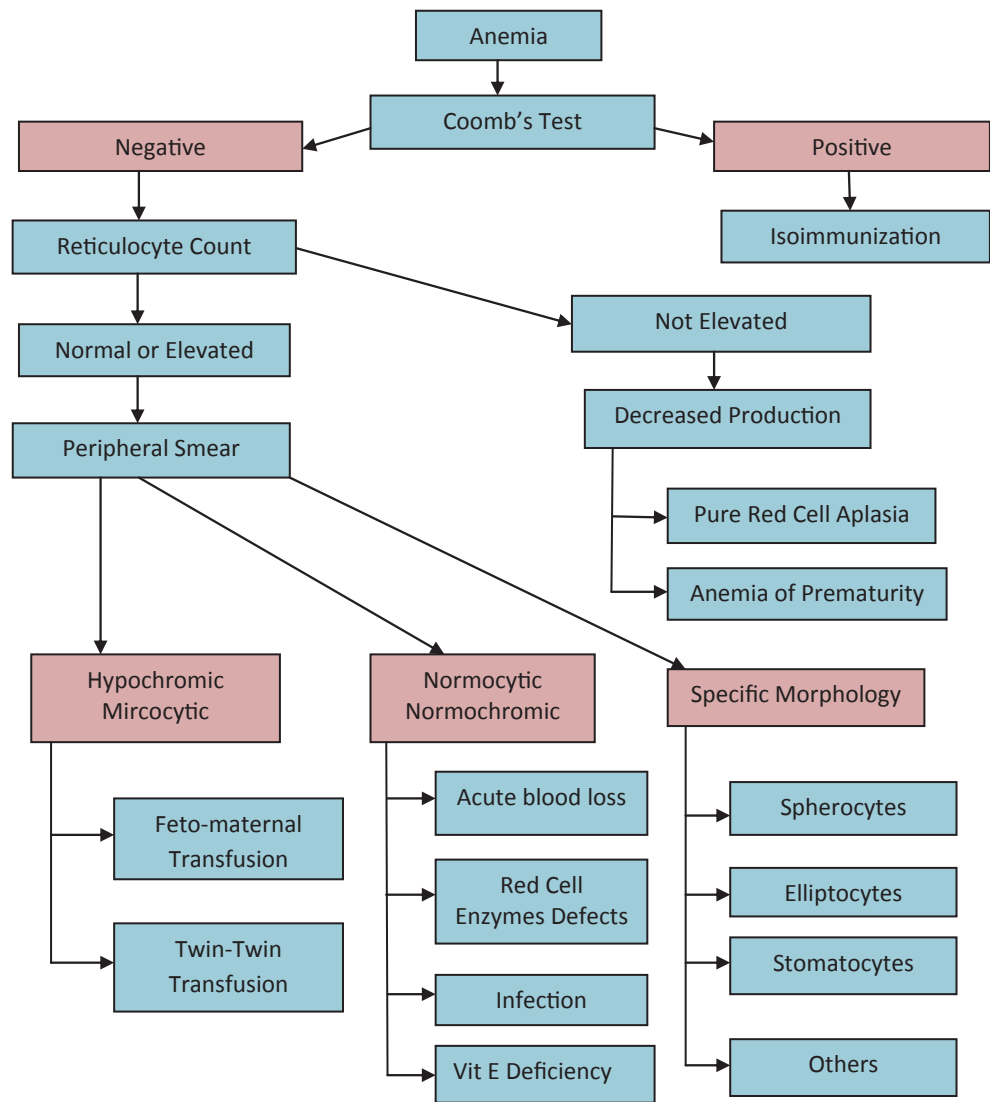 Anemia
Coomb's Test
Negative
Positive
Reticulocyte Count
Isoimmunization
Not Elevated
Normal or Elevated
Decreased Production
Peripheral Smear
Pure Red Cell Aplasia
Anemia of Prematurity
Hypochromic
Mircocytic
Normocytic
Normochromic
Specific Morphology
Feto-maternal
Transfusion
Twin-Twin
Transfusion
Acute blood loss
Red Cell
Enzymes Defects
Infection
Vit E Deficiency
Spherocytes
Elliptocytes
Stomatocytes
Others